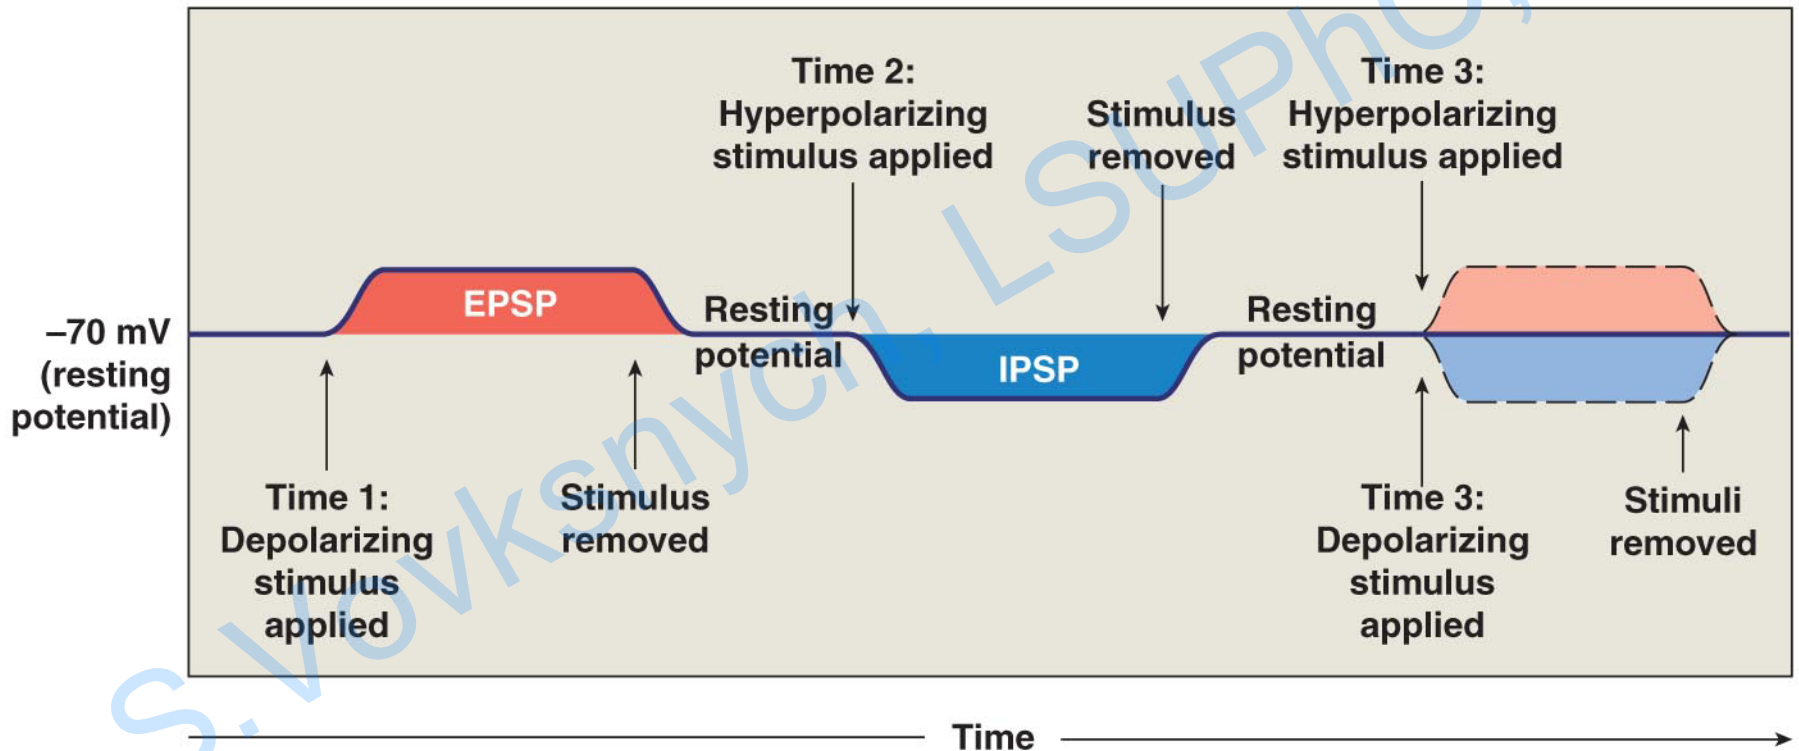 Time 2:
Hyperpolarizing
stimulus applied
Stimulus
removed
Time 3:
Hyperpolarizing
stimulus applied
EPSP
Resting
potential
IPSP
Resting
potential
–70 mV
(resting
potential)
Time 1:
Depolarizing
stimulus
applied
Stimulus
removed
Time 3:
Depolarizing
stimulus
applied
Stimuli
removed
Time
S.Vovksnych, LSUPhC,